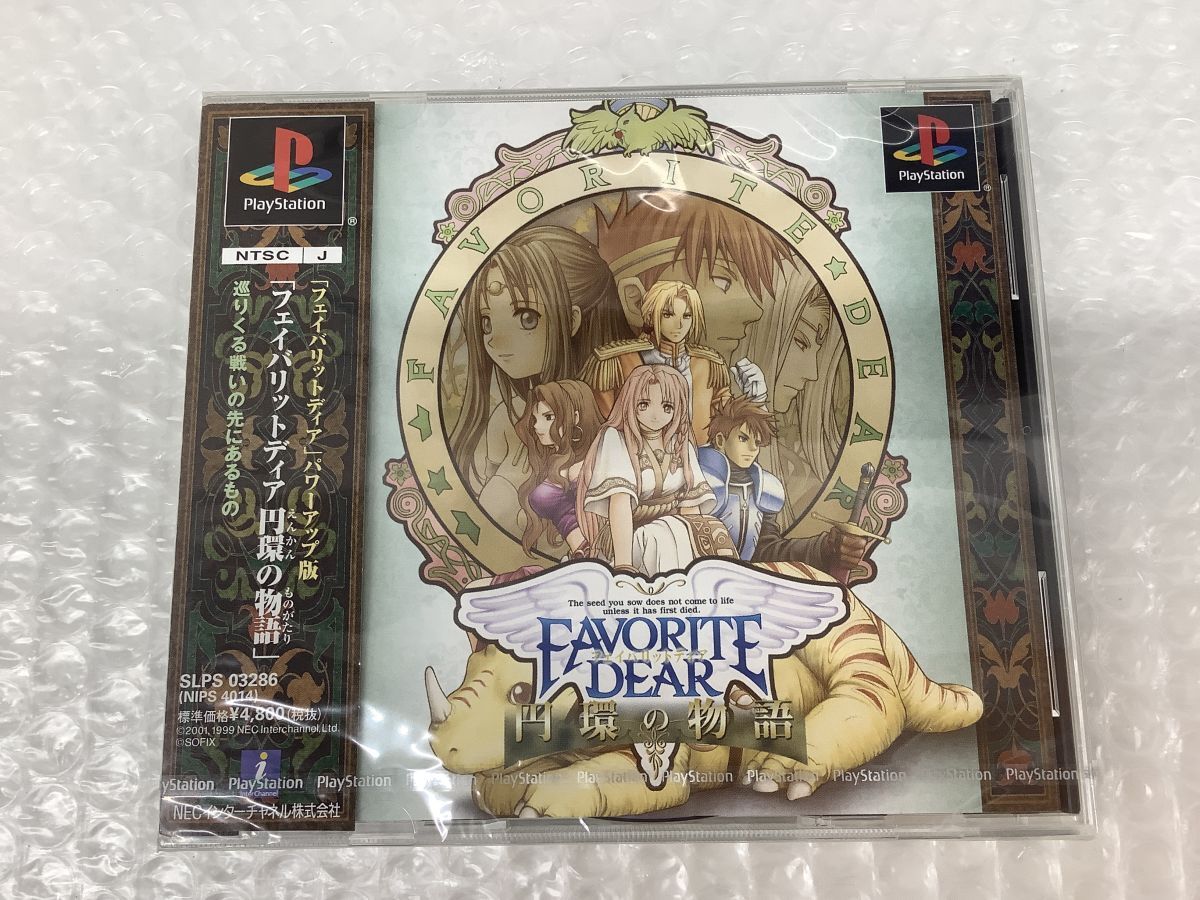 PlayStation
®
NTSC J
「フェイバリットディア」パワーアップ版
「フェイバリットディア 円環の物語」
えんかん
ものがたり
巡りくる戦いの先にあるもの
SLPS 03286
(NIPS 4014)
標準価格¥4,800(税抜)
©2001,1999 NEC Interchannel,Ltd.
©SOFIX
i
InterChannel
NECインターチャネル株式会社
PlayStation
®
★ FAVORITE ★ DEAR ★
The seed you sow does not come to life
unless it has first died.
FAVORITE
フェイバリットディア
DEAR
円環の物語
PlayStation PlayStation PlayStation PlayStation PlayStation PlayStation PlayStation PlayStation PlayStation PlayStation